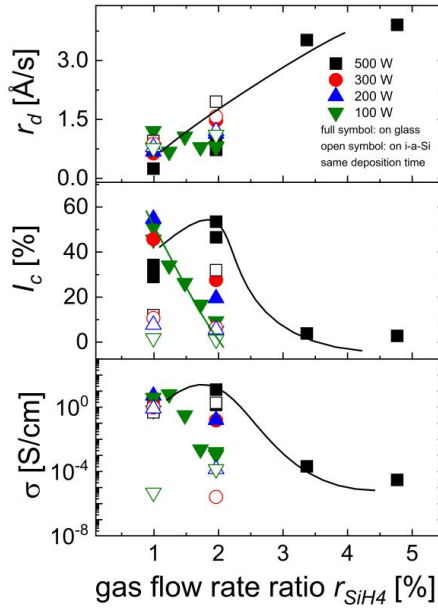 r_d [Å/s]
3.0
1.5
0.0
500 W
300 W
200 W
100 W
full symbol: on glass
open symbol: on i-a-Si
same deposition time
I_c [%]
60
40
20
0
σ [S/cm]
10^0
10^-4
10^-8
0 1 2 3 4 5
gas flow rate ratio r_SiH4 [%]